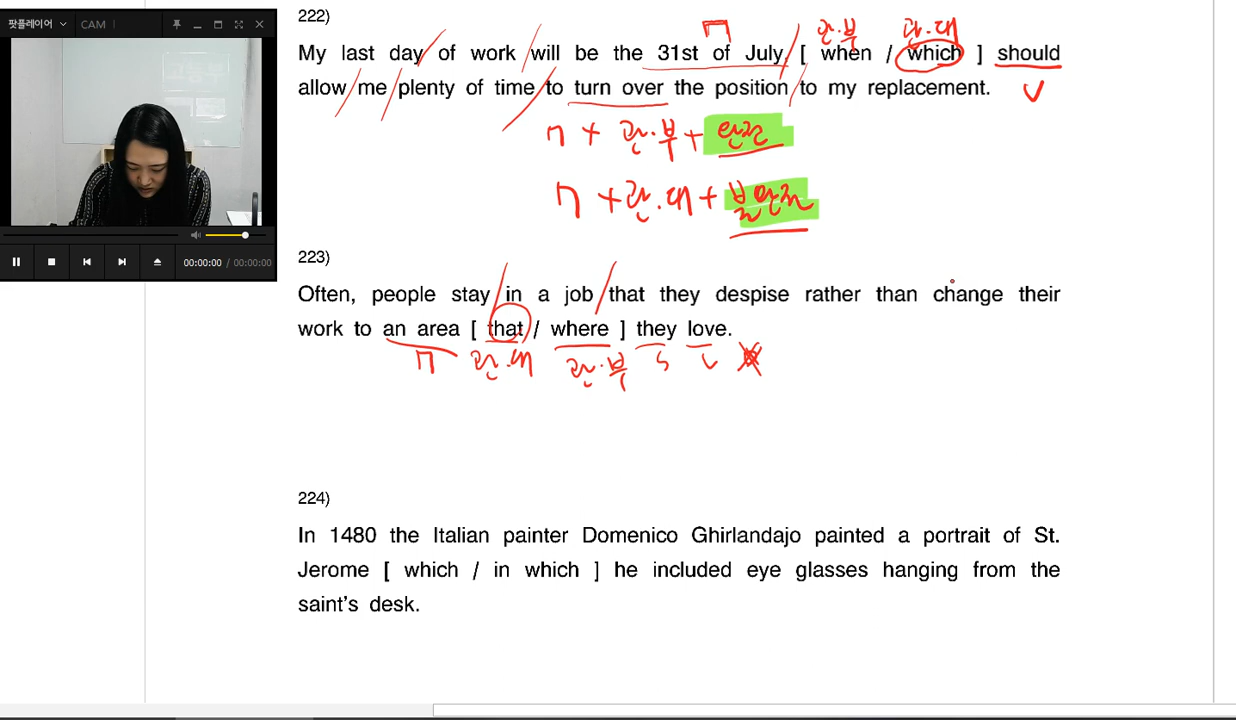 팟플레이어 CAM
222)
ㄇ 관·부 관·대
My last day of work will be the 31st of July, [ when / which ] should
allow me plenty of time to turn over the position to my replacement. V
n + 관·부 + 완전
n + 관·대 + 불완전
00:00:00 / 00:00:00
223)
Often, people stay in a job that they despise rather than change their
work to an area [ that / where ] they love.
n 관·대 관·부 S V
224)
In 1480 the Italian painter Domenico Ghirlandajo painted a portrait of St.
Jerome [ which / in which ] he included eye glasses hanging from the
saint's desk.